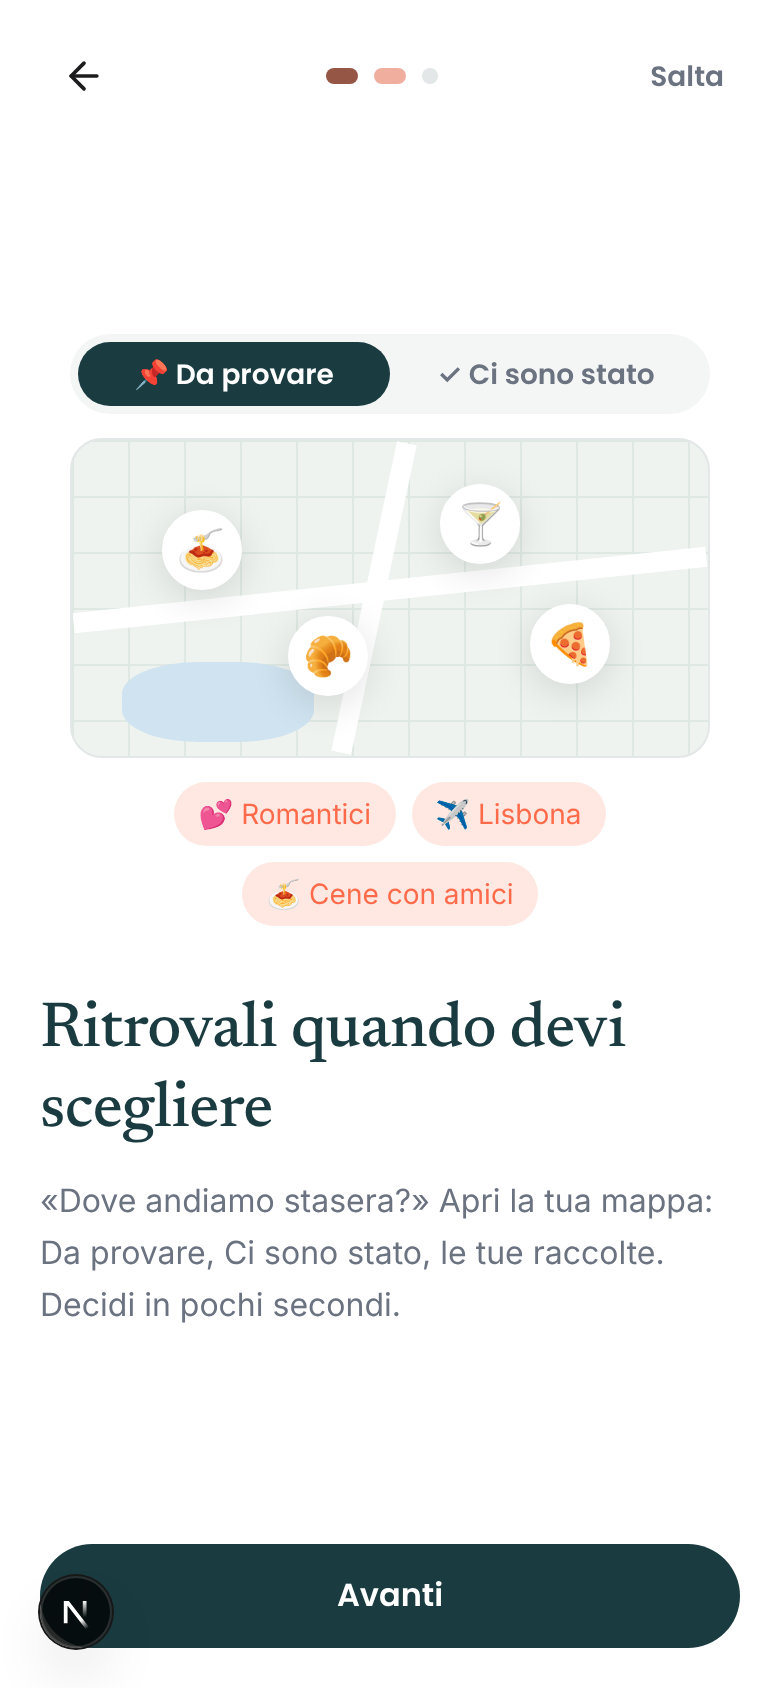 Salta
📌 Da provare
✓ Ci sono stato
💕 Romantici
✈️ Lisbona
🍝 Cene con amici
Ritrovali quando devi
scegliere
«Dove andiamo stasera?» Apri la tua mappa:
Da provare, Ci sono stato, le tue raccolte.
Decidi in pochi secondi.
Avanti
N